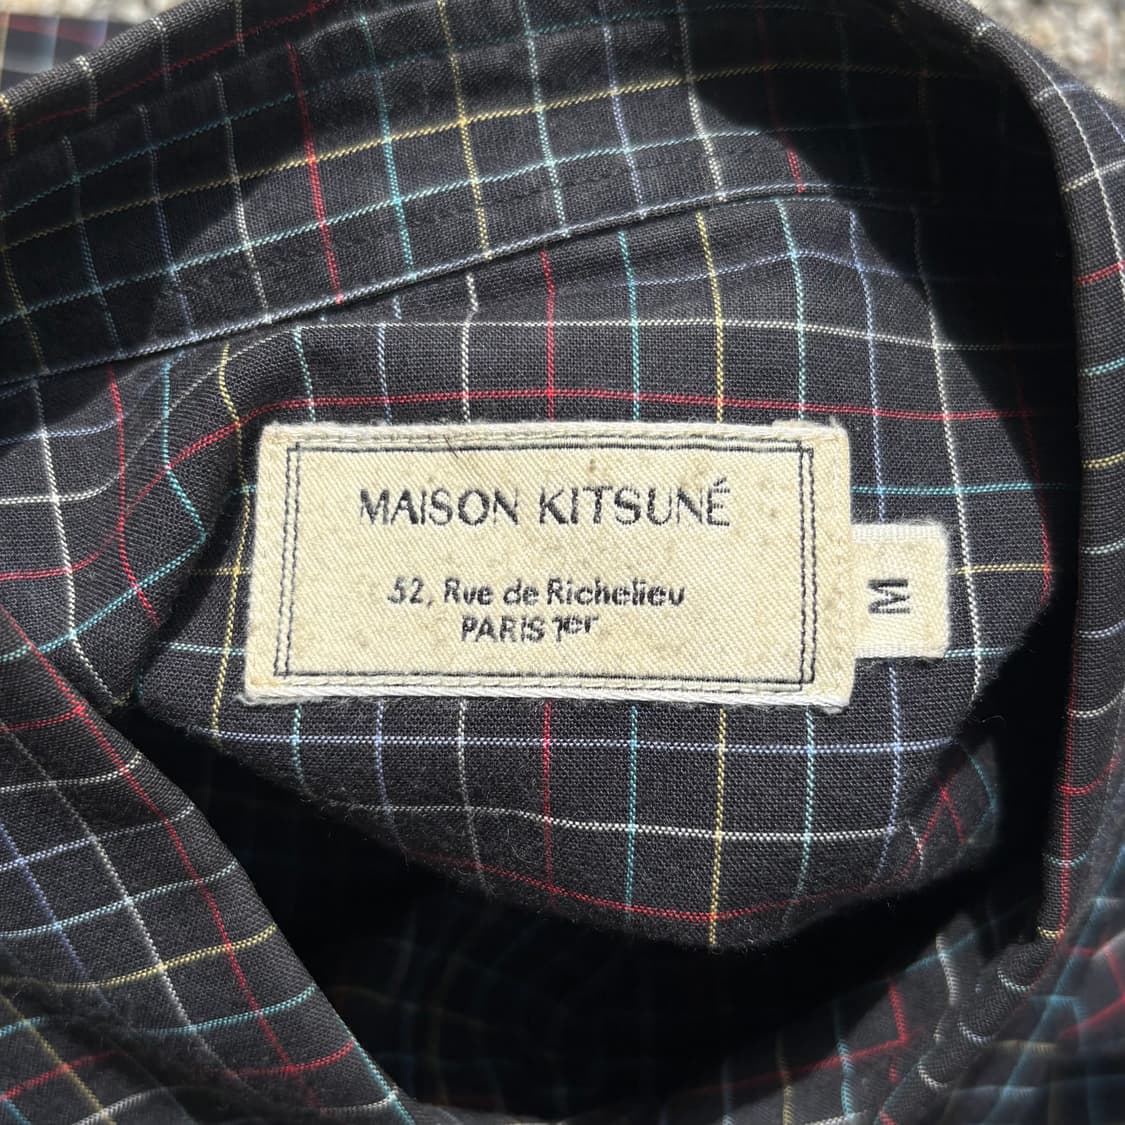 MAISON KITSUNÉ
52, Rue de Richelieu
PARIS 1er
M